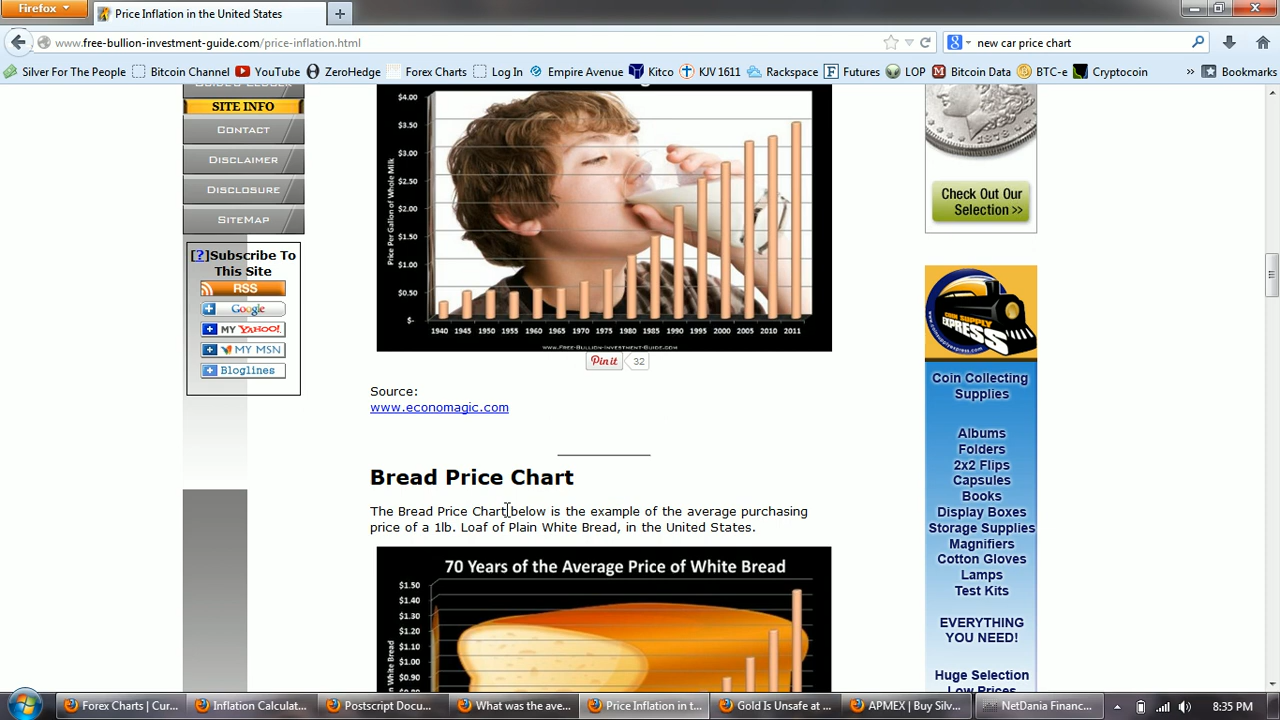 Firefox
Price Inflation in the United States
www.free-bullion-investment-guide.com/price-inflation.html
new car price chart
Silver For The People
Bitcoin Channel
YouTube
ZeroHedge
Forex Charts
Log In
Empire Avenue
Kitco
KJV 1611
Rackspace
Futures
LOP
Bitcoin Data
BTC-e
Cryptocoin
»
Bookmarks
SITE INFO
CONTACT
DISCLAIMER
DISCLOSURE
SITEMAP
[?]Subscribe To
This Site
RSS
Google
MY YAHOO!
MY MSN
Bloglines
Price Per Gallon of Whole Milk
$4.00
$3.50
$3.00
$2.50
$2.00
$1.50
$1.00
$0.50
$-
1940 1945 1950 1955 1960 1965 1970 1975 1980 1985 1990 1995 2000 2005 2010 2011
www.Free-Bullion-Investment-Guide.com
Pin it 32
Source:
www.economagic.com
Bread Price Chart
The Bread Price Chart below is the example of the average purchasing
price of a 1lb. Loaf of Plain White Bread, in the United States.
70 Years of the Average Price of White Bread
$1.50
$1.40
$1.30
$1.20
$1.10
$1.00
$0.90
White Bread
Check Out Our
Selection >>
COIN SUPPLY
EXPRESS
Coin Collecting
Supplies
Albums
Folders
2x2 Flips
Capsules
Books
Display Boxes
Storage Supplies
Magnifiers
Cotton Gloves
Lamps
Test Kits
EVERYTHING
YOU NEED!
Huge Selection
Low Prices
Forex Charts | Cur...
Inflation Calculat...
Postscript Docu...
What was the ave...
Price Inflation in t...
Gold Is Unsafe at ...
APMEX | Buy Silv...
NetDania Financ...
8:35 PM